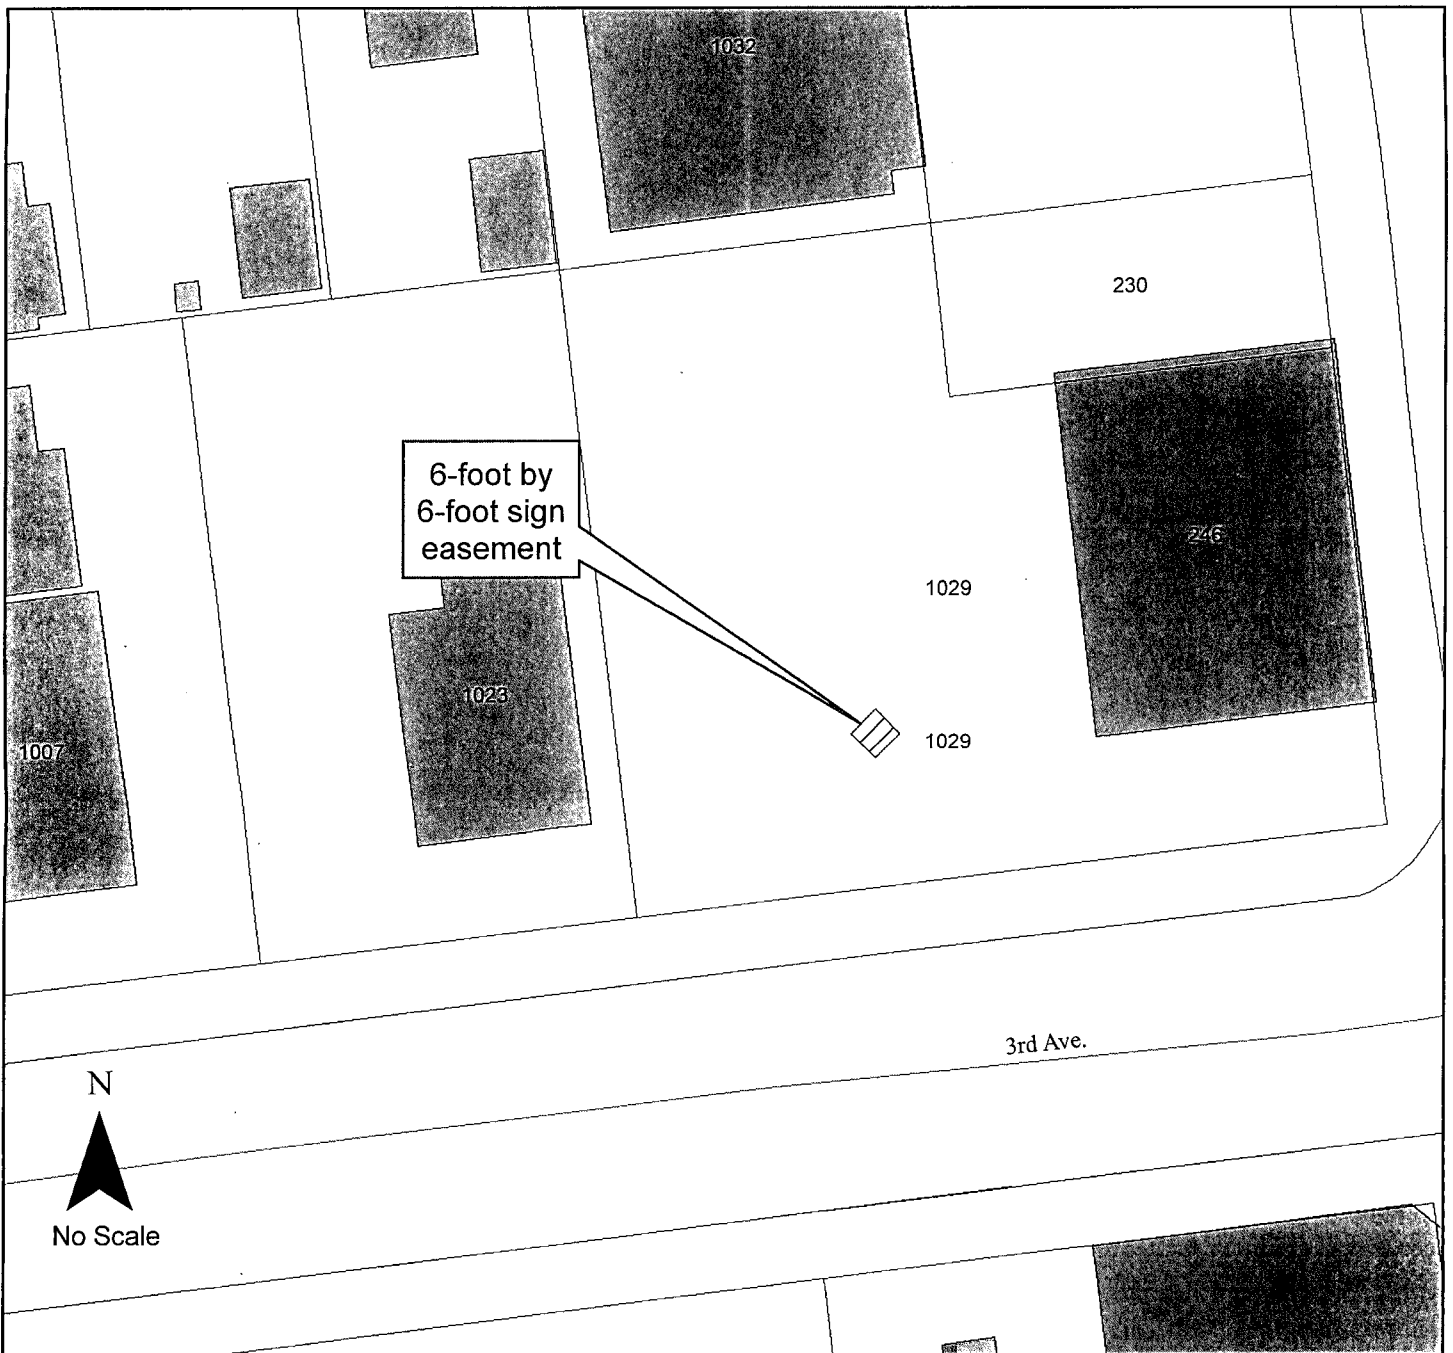 1032
230
6-foot by
6-foot sign
easement
246
1029
1023
1029
1007
3rd Ave.
N
No Scale